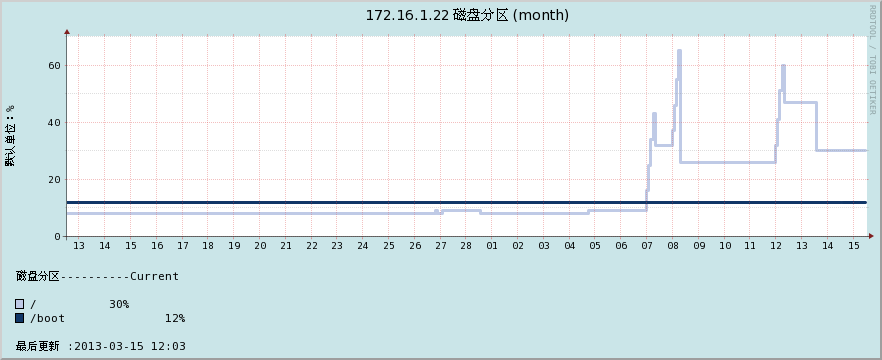 172.16.1.22 磁盘分区 (month)
RRDTOOL / TOBI OETIKER
默认单位：%
60
40
20
0
13 14 15 16 17 18 19 20 21 22 23 24 25 26 27 28 01 02 03 04 05 06 07 08 09 10 11 12 13 14 15
磁盘分区----------Current
/ 30%
/boot 12%
最后更新 :2013-03-15 12:03